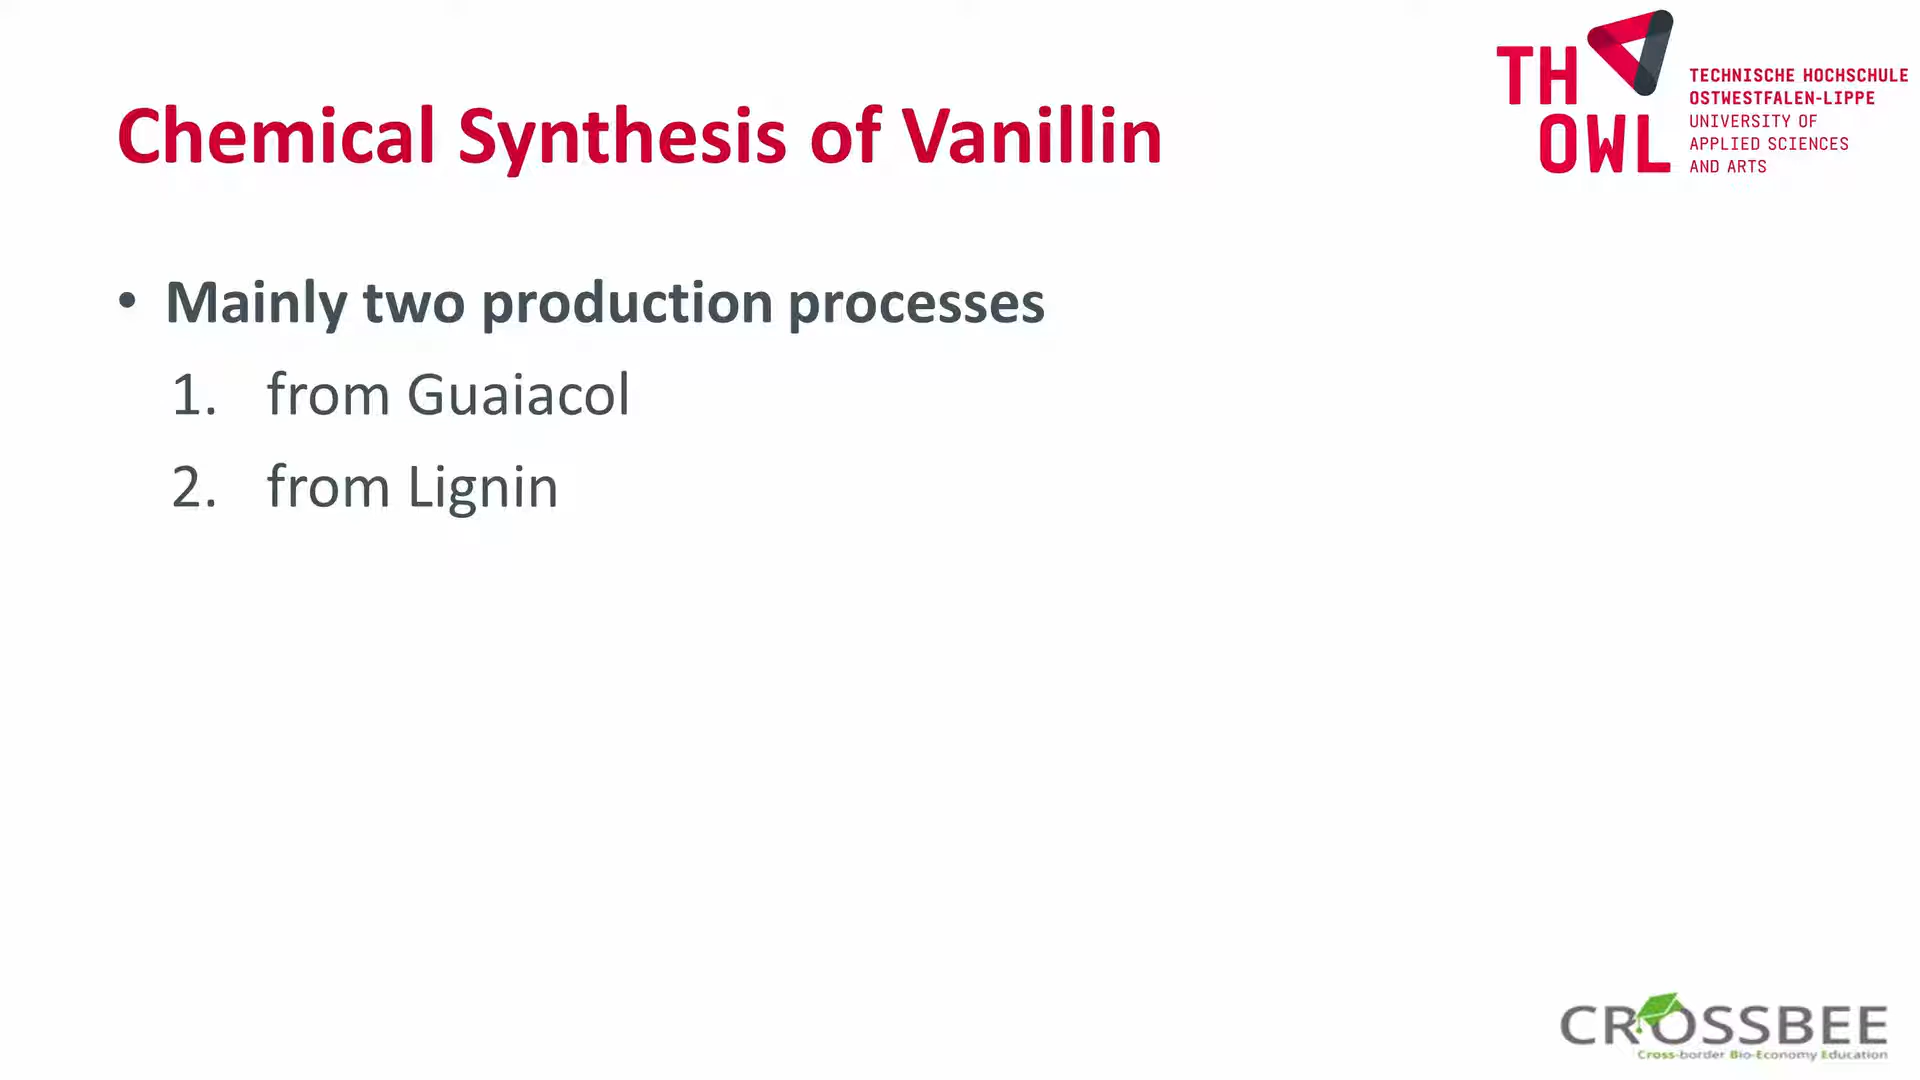 Chemical Synthesis of Vanillin
TH OWL
TECHNISCHE HOCHSCHULE
OSTWESTFALEN-LIPPE
UNIVERSITY OF
APPLIED SCIENCES
AND ARTS
• Mainly two production processes
1. from Guaiacol
2. from Lignin
CROSSBEE
Cross-border Bio-Economy Education